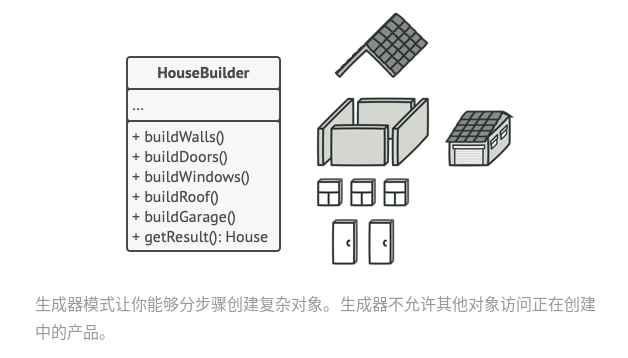 HouseBuilder
...
+ buildWalls()
+ buildDoors()
+ buildWindows()
+ buildRoof()
+ buildGarage()
+ getResult(): House
生成器模式让你能够分步骤创建复杂对象。生成器不允许其他对象访问正在创建
中的产品。